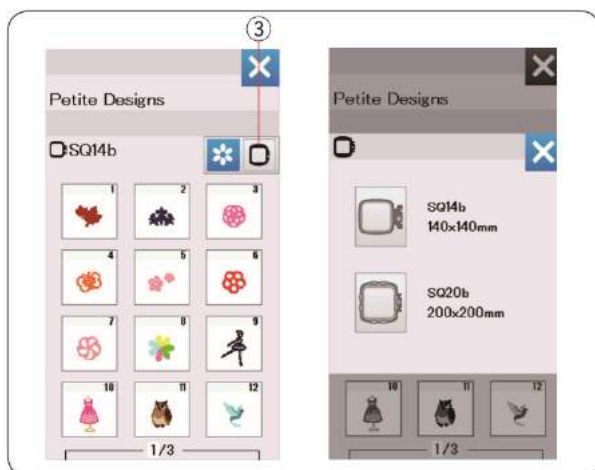 ③
Petite Designs
SQ14b
1 2 3
4 5 6
7 8 9
10 11 12
1/3
Petite Designs
SQ14b
140x140mm
SQ20b
200x200mm
10 11 12
1/3